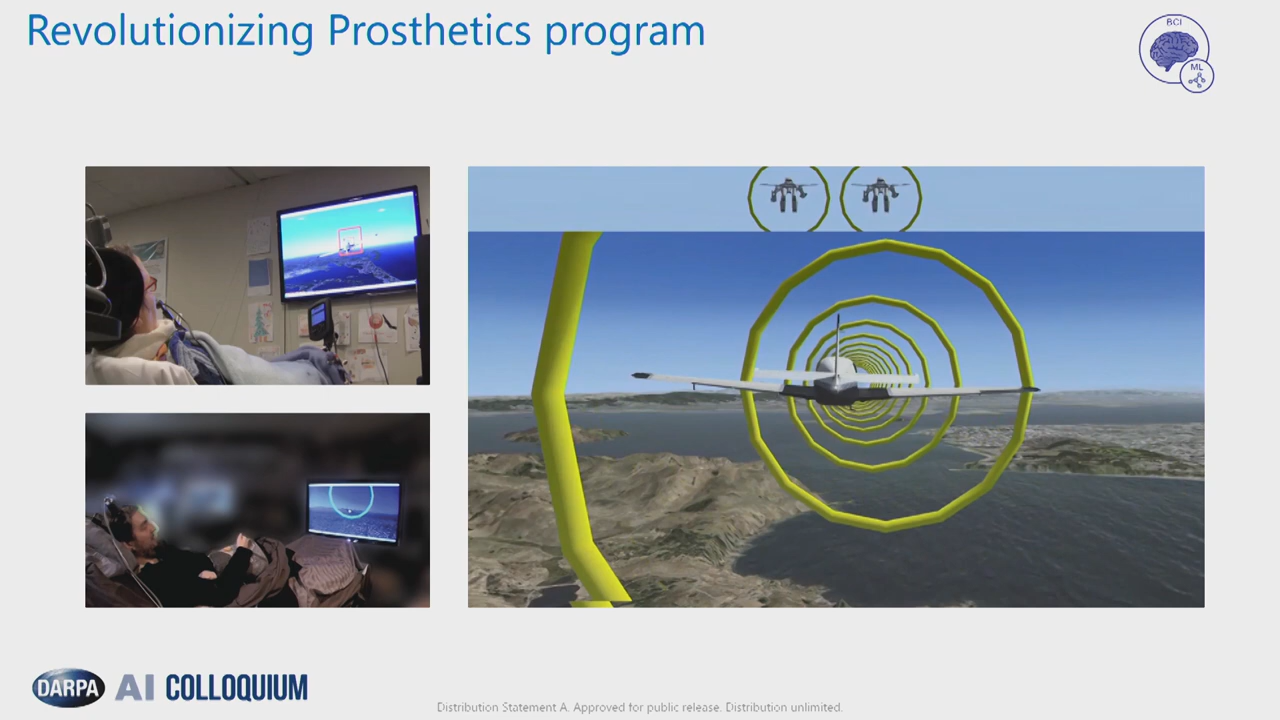 Revolutionizing Prosthetics program
BCI
ML
DARPA AI COLLOQUIUM
Distribution Statement A. Approved for public release. Distribution unlimited.